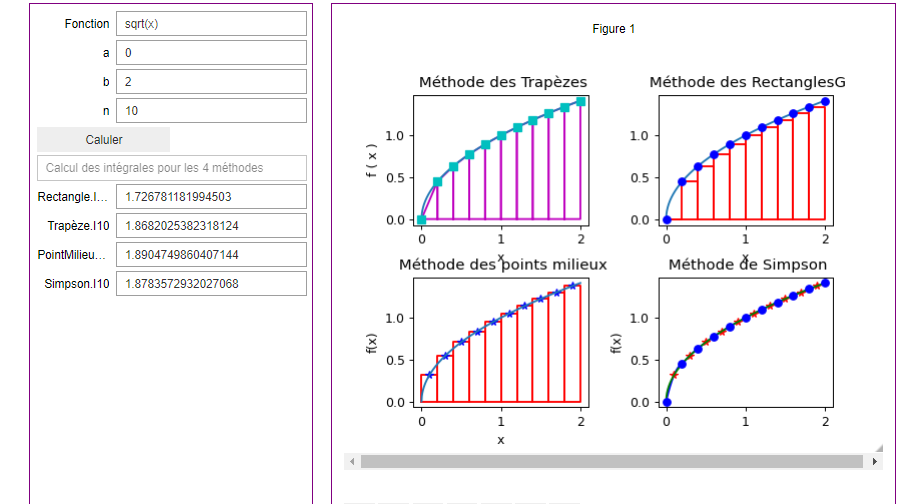 Fonction sqrt(x)
a 0
b 2
n 10
Caluler
Calcul des intégrales pour les 4 méthodes
Rectangle.I... 1.726781181994503
Trapèze.I10 1.8682025382318124
PointMilieu... 1.8904749860407144
Simpson.I10 1.8783572932027068
Figure 1
Méthode des Trapèzes
f ( x )
1.0
0.5
0.0
0 1 2
x
Méthode des RectanglesG
1.0
0.5
0.0
0 1 2
x
Méthode des points milieux
f(x)
1.0
0.5
0.0
0 1 2
x
Méthode de Simpson
f(x)
1.0
0.5
0.0
0 1 2